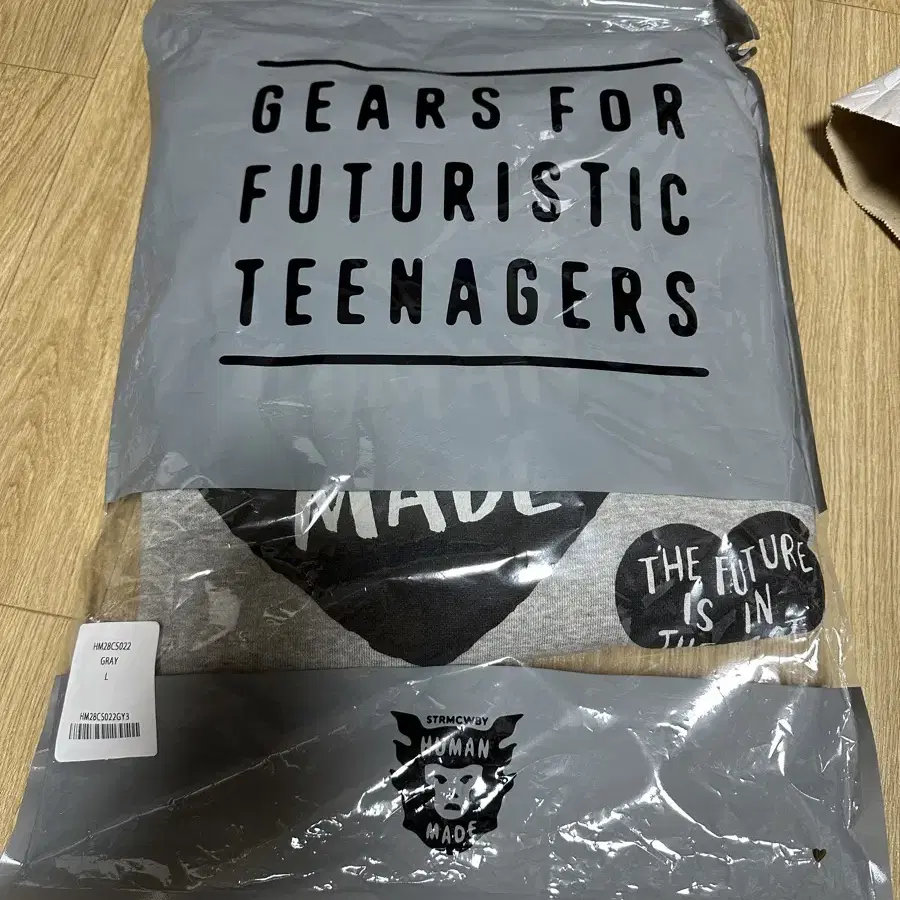 GEARS FOR
FUTURISTIC
TEENAGERS
MADE
THE FUTURE
IS IN
HM28CS022
GRAY
L
HM28CS022GY3
STRMCWBY
HUMAN
MADE